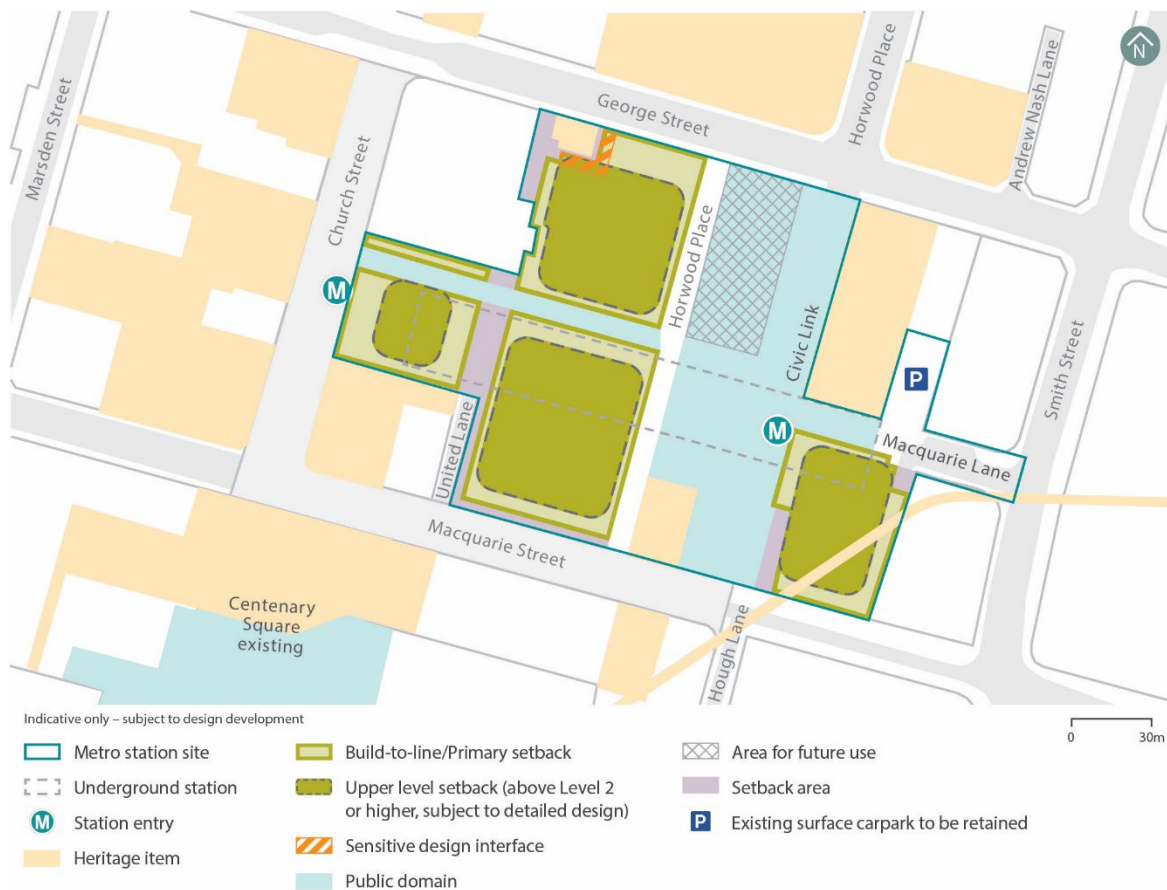 N
Marsden Street
Church Street
George Street
Horwood Place
Andrew Nash Lane
Horwood Place
Civic Link
P
Smith Street
M
M
Macquarie Lane
United Lane
Macquarie Street
Hough Lane
Centenary
Square
existing
Indicative only – subject to design development
0 30m
Metro station site
Underground station
M Station entry
Heritage item
Build-to-line/Primary setback
Upper level setback (above Level 2
or higher, subject to detailed design)
Sensitive design interface
Public domain
Area for future use
Setback area
P Existing surface carpark to be retained